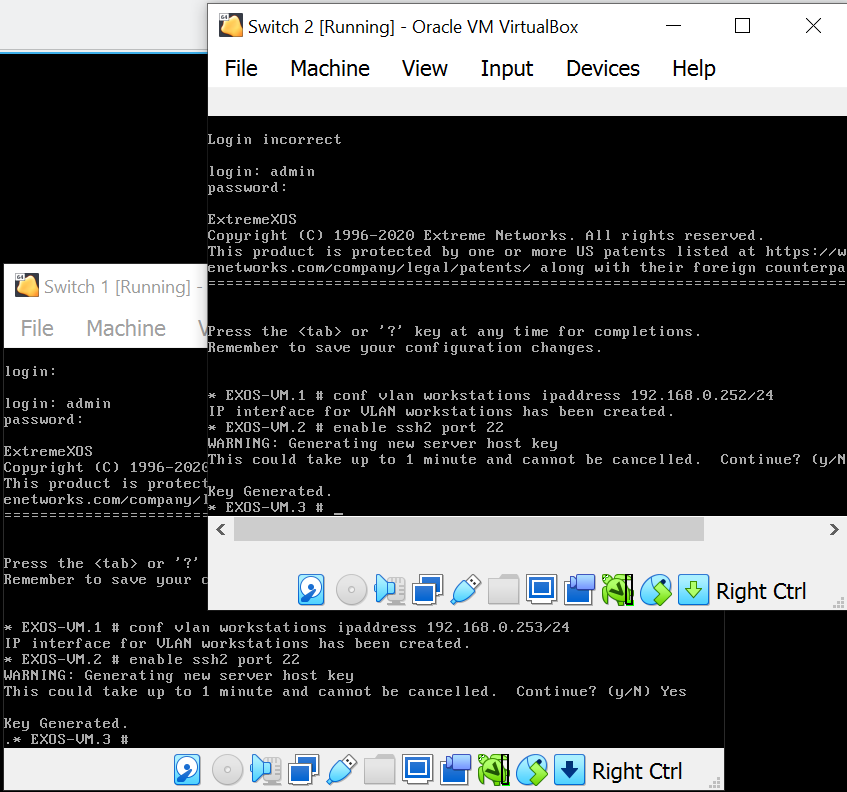 Switch 2 [Running] - Oracle VM VirtualBox
File Machine View Input Devices Help
Login incorrect
login: admin
password:
ExtremeXOS
Copyright (C) 1996-2020 Extreme Networks. All rights reserved.
This product is protected by one or more US patents listed at https://w
enetworks.com/company/legal/patents/ along with their foreign counterpa
===============================================================================
Press the <tab> or '?' key at any time for completions.
Remember to save your configuration changes.
* EXOS-VM.1 # conf vlan workstations ipaddress 192.168.0.252/24
IP interface for VLAN workstations has been created.
* EXOS-VM.2 # enable ssh2 port 22
WARNING: Generating new server host key
This could take up to 1 minute and cannot be cancelled.  Continue? (y/N
Key Generated.
* EXOS-VM.3 # _
Right Ctrl
Switch 1 [Running] -
File Machine V
login:
login: admin
password:
ExtremeXOS
Copyright (C) 1996-2020
This product is protect
enetworks.com/company/l
==========================
Press the <tab> or '?'
Remember to save your c
* EXOS-VM.1 # conf vlan workstations ipaddress 192.168.0.253/24
IP interface for VLAN workstations has been created.
* EXOS-VM.2 # enable ssh2 port 22
WARNING: Generating new server host key
This could take up to 1 minute and cannot be cancelled.  Continue? (y/N) Yes
Key Generated.
.* EXOS-VM.3 #
Right Ctrl